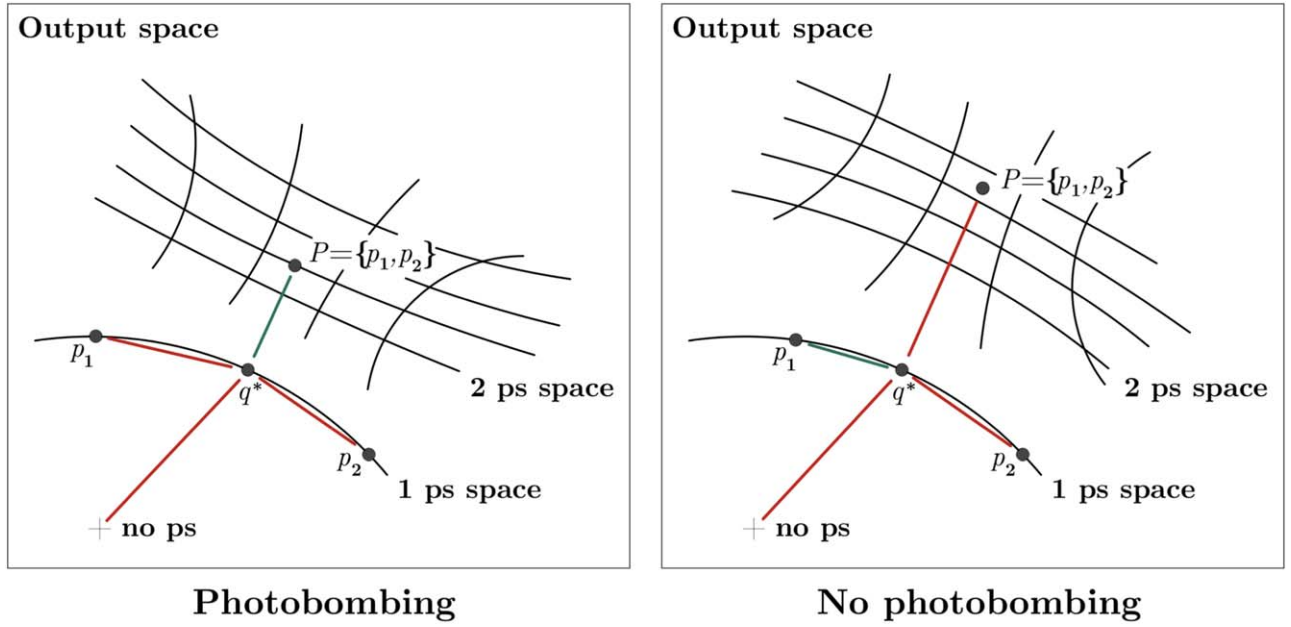 Output space
P={p₁,p₂}
p₁
q*
2 ps space
p₂
1 ps space
no ps
Photobombing
Output space
P={p₁,p₂}
p₁
q*
2 ps space
p₂
1 ps space
no ps
No photobombing